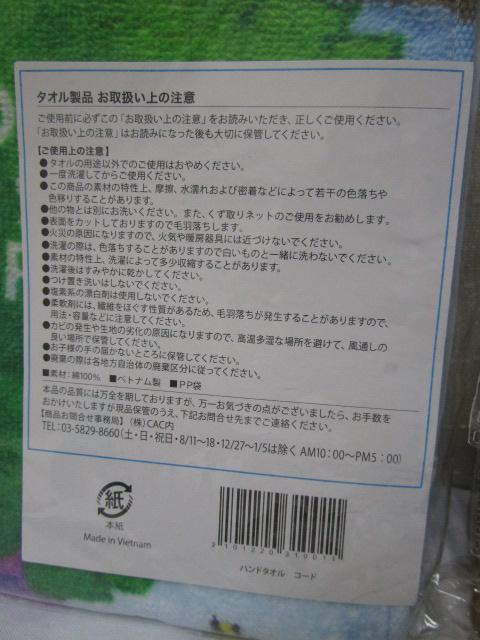 タオル製品 お取扱い上の注意
ご使用前に必ずこの「お取扱い上の注意」をお読みいただき、正しくご使用ください。
「お取扱い上の注意」はお読みになった後も大切に保管してください。
【ご使用上の注意】
●タオルの用途以外でのご使用はおやめください。
●一度洗濯してからご使用ください。
●この商品の素材の特性上、摩擦、水濡れおよび密着などによって若干の色落ちや
色移りすることがあります。
●他の物とは別にお洗いください。また、くず取りネットのご使用をお勧めします。
●表面をカットしておりますので毛羽落ちします。
●火災の原因になりますので、火気や暖房器具には近づけないでください。
●洗濯の際は、色落ちすることがありますので白いものと一緒に洗わないでください。
●素材の特性上、洗濯によって多少収縮することがあります。
●洗濯後はすみやかに乾かしてください。
●つけ置き洗いはしないでください。
●塩素系の漂白剤は使用しないでください。
●柔軟剤には、繊維をほぐす性質があるため、毛羽落ちが発生することがありますので、
用法・容量などに注意してください。
●カビの発生や生地の劣化の原因になりますので、高温多湿な場所を避けて、風通しの
良い場所で保管してください。
●お子様の手の届かないところに保管してください。
●廃棄の際は各地方自治体の廃棄区分に従ってください。
■素材：綿100% ■ベトナム製 ■PP袋
本品の品質には万全を期しておりますが、万一お気づきの点がございましたら、お手数を
おかけいたしますが現品保管のうえ、下記お問合せ先までご連絡ください。
【商品お問合せ事務局】（株）CAC内
TEL：03-5829-8660（土・日・祝日・8/11〜18・12/27〜1/5は除く AM10：00〜PM5：00）
紙
本紙
Made in Vietnam
2101220210011
ハンドタオル コード